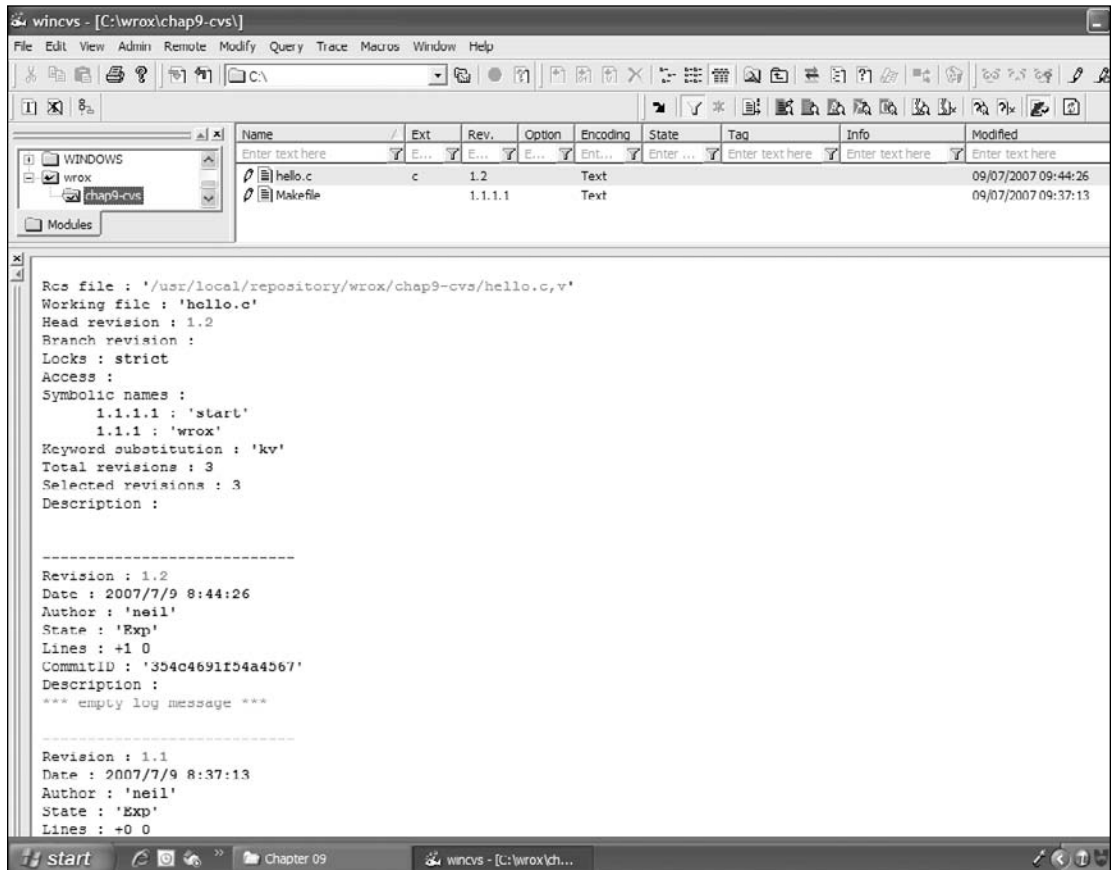 wincvs - [C:\wrox\chap9-cvs\]
File Edit View Admin Remote Modify Query Trace Macros Window Help
C:\
Name / Ext Rev. Option Encoding State Tag Info Modified
Enter text here E... E... E... Ent... Enter ... Enter text here Enter text here Enter text here
WINDOWS
wrox
chap9-cvs
Modules
hello.c c 1.2 Text 09/07/2007 09:44:26
Makefile 1.1.1.1 Text 09/07/2007 09:37:13
Rcs file : '/usr/local/repository/wrox/chap9-cvs/hello.c,v'
Working file : 'hello.c'
Head revision : 1.2
Branch revision :
Locks : strict
Access :
Symbolic names :
1.1.1.1 : 'start'
1.1.1 : 'wrox'
Keyword substitution : 'kv'
Total revisions : 3
Selected revisions : 3
Description :
----------------------------
Revision : 1.2
Date : 2007/7/9 8:44:26
Author : 'neil'
State : 'Exp'
Lines : +1 0
CommitID : '354c4691f54a4567'
Description :
*** empty log message ***
----------------------------
Revision : 1.1
Date : 2007/7/9 8:37:13
Author : 'neil'
State : 'Exp'
Lines : +0 0
start
Chapter 09
wincvs - [C:\wrox\ch...